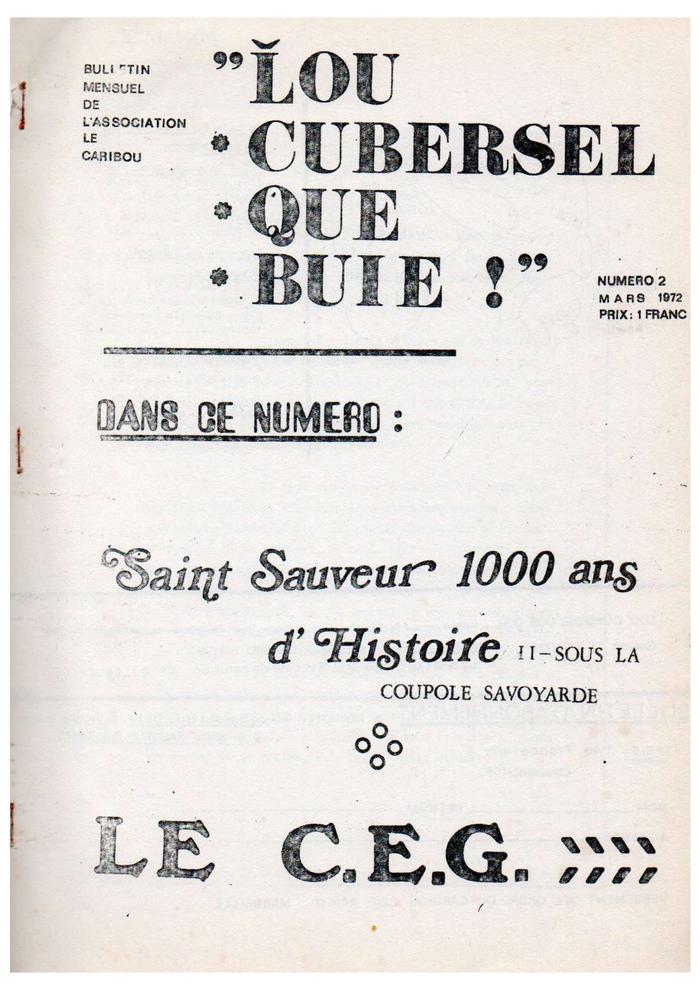 BULLETIN
MENSUEL
DE
L'ASSOCIATION
LE
CARIBOU
"LǑU
* CUBERSEL
* QUE
* BUIE !"
NUMERO 2
MARS 1972
PRIX: 1 FRANC
DANS CE NUMERO :
Saint Sauveur 1000 ans
d'Histoire II-SOUS LA
COUPOLE SAVOYARDE
LE C.E.G.